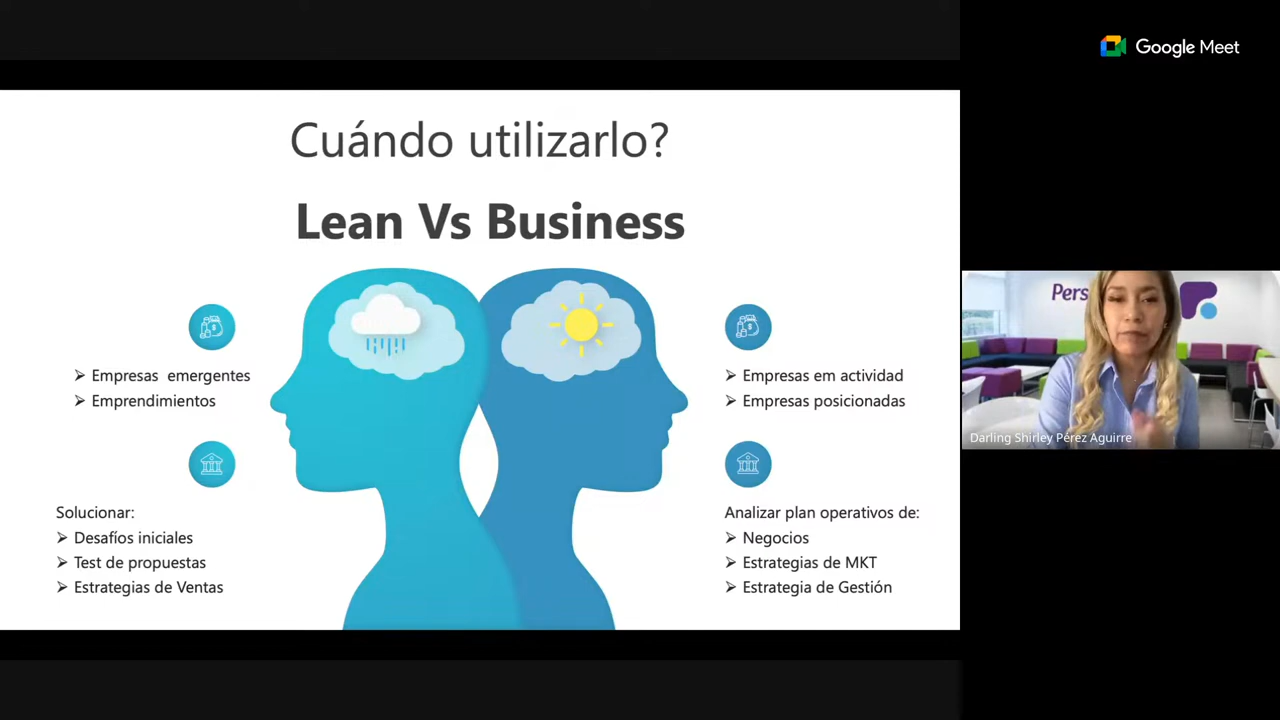 Google Meet
Cuándo utilizarlo?
Lean Vs Business
➢ Empresas emergentes
➢ Emprendimientos
Solucionar:
➢ Desafíos iniciales
➢ Test de propuestas
➢ Estrategias de Ventas
➢ Empresas em actividad
➢ Empresas posicionadas
Analizar plan operativos de:
➢ Negocios
➢ Estrategias de MKT
➢ Estrategia de Gestión
Pers
Darling Shirley Pérez Aguirre